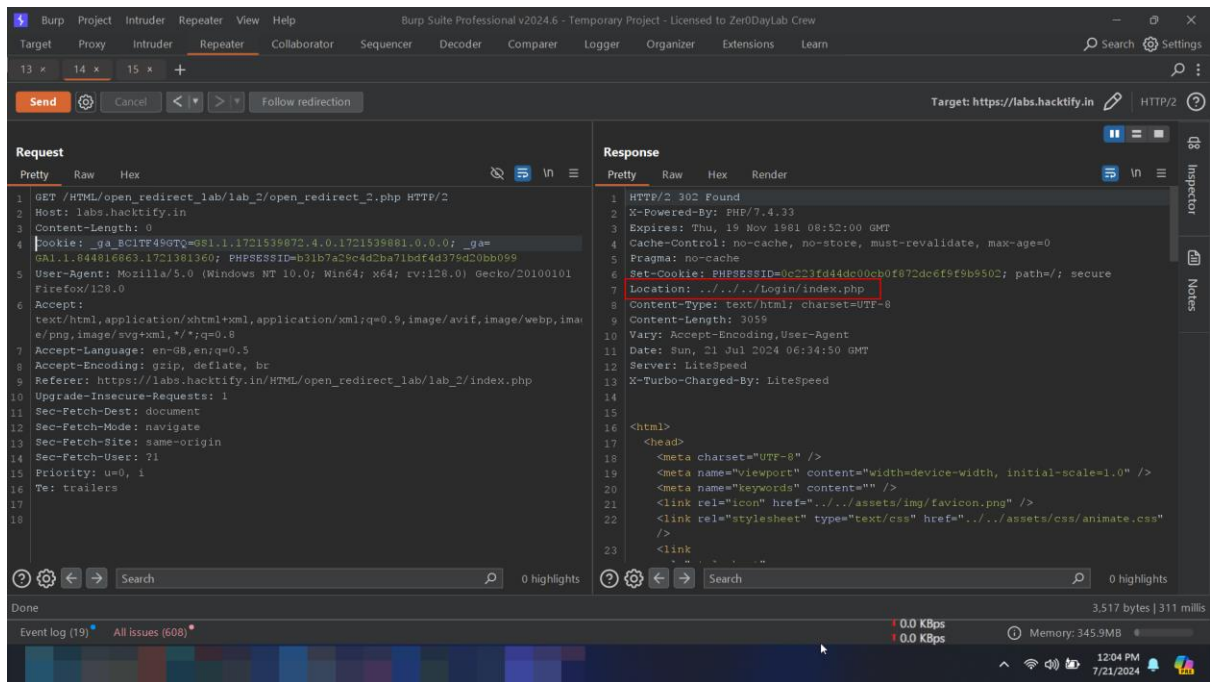 Burp Project Intruder Repeater View Help Burp Suite Professional v2024.6 - Temporary Project - Licensed to Zer0DayLab Crew
Target Proxy Intruder Repeater Collaborator Sequencer Decoder Comparer Logger Organizer Extensions Learn Search Settings
13 × 14 × 15 × +
Send Cancel < > Follow redirection Target: https://labs.hacktify.in HTTP/2
Request
Pretty Raw Hex \n
1 GET /HTML/open_redirect_lab/lab_2/open_redirect_2.php HTTP/2
2 Host: labs.hacktify.in
3 Content-Length: 0
4 Cookie: _ga_BC1TF49GTQ=GS1.1.1721539872.4.0.1721539881.0.0.0; _ga=
GA1.1.844816863.1721381360; PHPSESSID=b31b7a29c4d2ba71bdf4d379d20bb099
5 User-Agent: Mozilla/5.0 (Windows NT 10.0; Win64; x64; rv:128.0) Gecko/20100101
Firefox/128.0
6 Accept:
text/html,application/xhtml+xml,application/xml;q=0.9,image/avif,image/webp,imag
e/png,image/svg+xml,*/*;q=0.8
7 Accept-Language: en-GB,en;q=0.5
8 Accept-Encoding: gzip, deflate, br
9 Referer: https://labs.hacktify.in/HTML/open_redirect_lab/lab_2/index.php
10 Upgrade-Insecure-Requests: 1
11 Sec-Fetch-Dest: document
12 Sec-Fetch-Mode: navigate
13 Sec-Fetch-Site: same-origin
14 Sec-Fetch-User: ?1
15 Priority: u=0, i
16 Te: trailers
17
18
Search 0 highlights
Response
Pretty Raw Hex Render \n
1 HTTP/2 302 Found
2 X-Powered-By: PHP/7.4.33
3 Expires: Thu, 19 Nov 1981 08:52:00 GMT
4 Cache-Control: no-cache, no-store, must-revalidate, max-age=0
5 Pragma: no-cache
6 Set-Cookie: PHPSESSID=0c223fd44dc00cb0f872dc6f9f9b9502; path=/; secure
7 Location: ../../../Login/index.php
8 Content-Type: text/html; charset=UTF-8
9 Content-Length: 3059
10 Vary: Accept-Encoding,User-Agent
11 Date: Sun, 21 Jul 2024 06:34:50 GMT
12 Server: LiteSpeed
13 X-Turbo-Charged-By: LiteSpeed
14
15
16 <html>
17 <head>
18 <meta charset="UTF-8" />
19 <meta name="viewport" content="width=device-width, initial-scale=1.0" />
20 <meta name="keywords" content="" />
21 <link rel="icon" href="../../assets/img/favicon.png" />
22 <link rel="stylesheet" type="text/css" href="../../assets/css/animate.css"
/>
23 <link
Search 0 highlights
Inspector
Notes
Done 3,517 bytes | 311 millis
Event log (19) All issues (608) 0.0 KBps Memory: 345.9MB
0.0 KBps
12:04 PM
7/21/2024